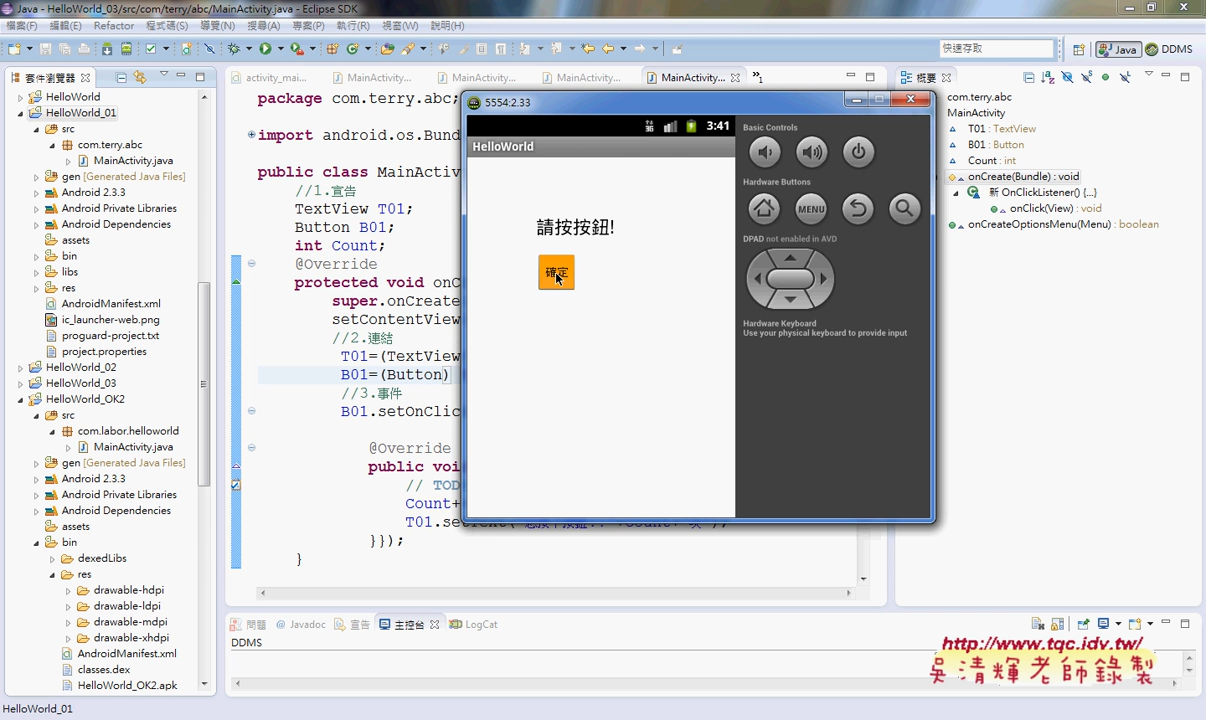 Java - HelloWorld_03/src/com/terry/abc/MainActivity.java - Eclipse SDK
檔案(F) 編輯(E) Refactor 程式碼(S) 導覽(N) 搜尋(A) 專案(P) 執行(R) 視窗(W) 說明(H)
快速存取
Java
DDMS
套件瀏覽器
HelloWorld
HelloWorld_01
src
com.terry.abc
MainActivity.java
gen [Generated Java Files]
Android 2.3.3
Android Private Libraries
Android Dependencies
assets
bin
libs
res
AndroidManifest.xml
ic_launcher-web.png
proguard-project.txt
project.properties
HelloWorld_02
HelloWorld_03
HelloWorld_OK2
src
com.labor.helloworld
MainActivity.java
gen [Generated Java Files]
Android 2.3.3
Android Private Libraries
Android Dependencies
assets
bin
dexedLibs
res
drawable-hdpi
drawable-ldpi
drawable-mdpi
drawable-xhdpi
AndroidManifest.xml
classes.dex
HelloWorld_OK2.apk
HelloWorld_01
activity_mai... MainActivity... MainActivity... MainActivity... MainActivity... »1
package com.terry.abc;
import android.os.Bund
public class MainActiv
//1.宣告
TextView T01;
Button B01;
int Count;
@Override
protected void onC
super.onCreate
setContentView
//2.連結
T01=(TextView
B01=(Button)
//3.事件
B01.setOnClic
@Override
public voi
// TOD
Count+
}});
}
5554:2.33
3:41
HelloWorld
請按按鈕!
確定
Basic Controls
Hardware Buttons
MENU
DPAD not enabled in AVD
Hardware Keyboard
Use your physical keyboard to provide input
概要
com.terry.abc
MainActivity
T01 : TextView
B01 : Button
Count : int
onCreate(Bundle) : void
新 OnClickListener() {...}
onClick(View) : void
onCreateOptionsMenu(Menu) : boolean
問題 Javadoc 宣告 主控台 LogCat
DDMS
http://www.tqc.idv.tw/
吳清輝老師錄製